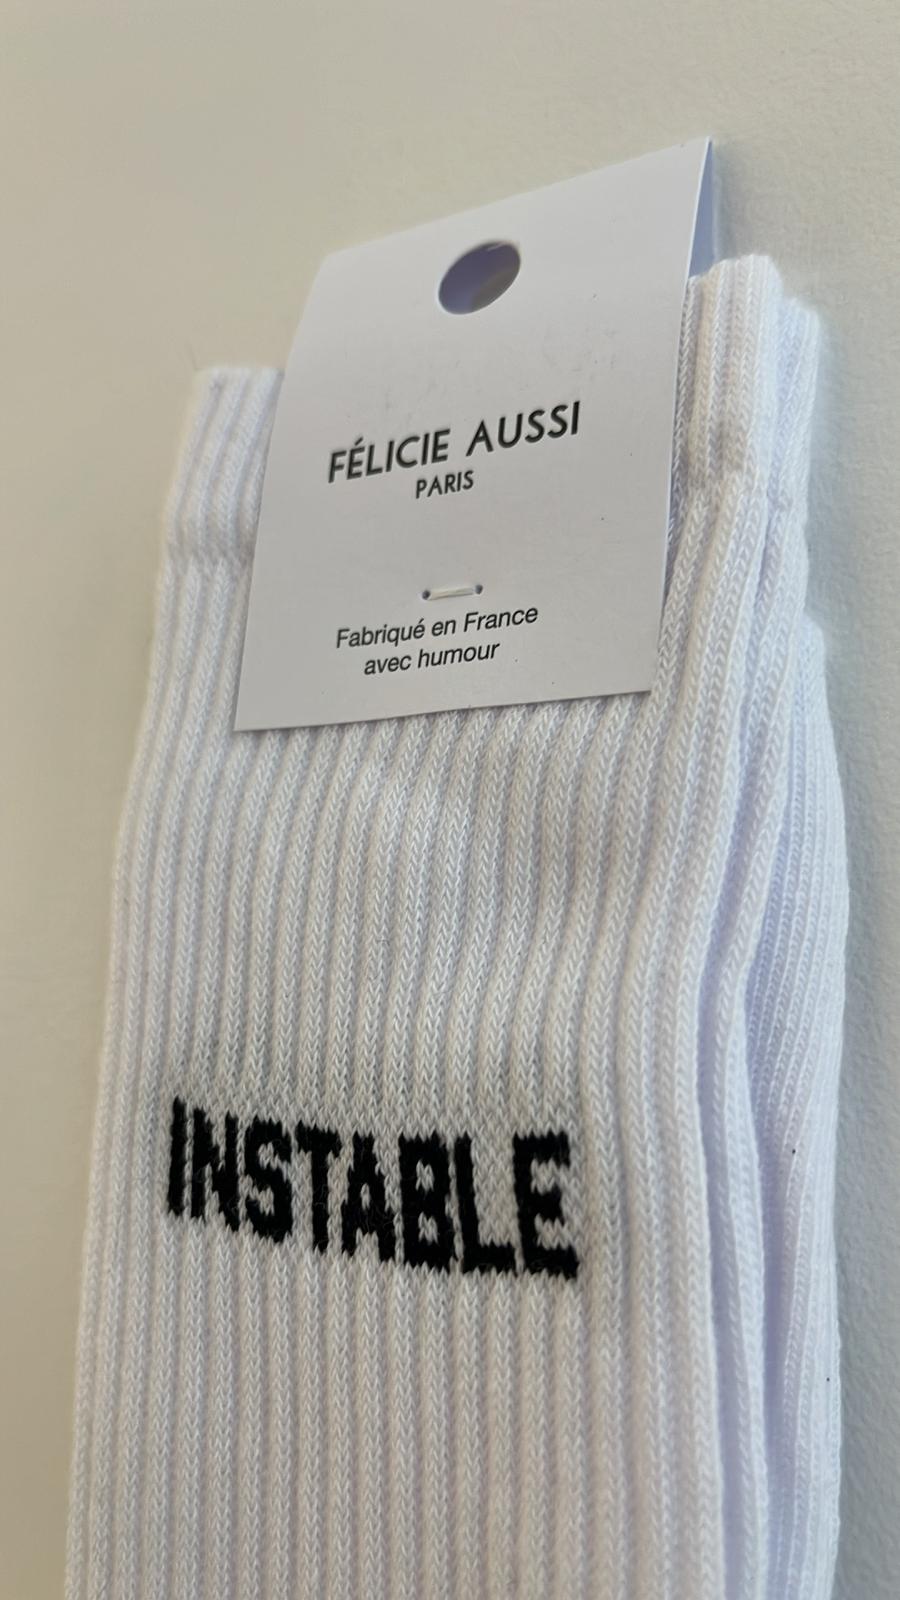 FÉLICIE AUSSI
PARIS
Fabriqué en France
avec humour
INSTABLE